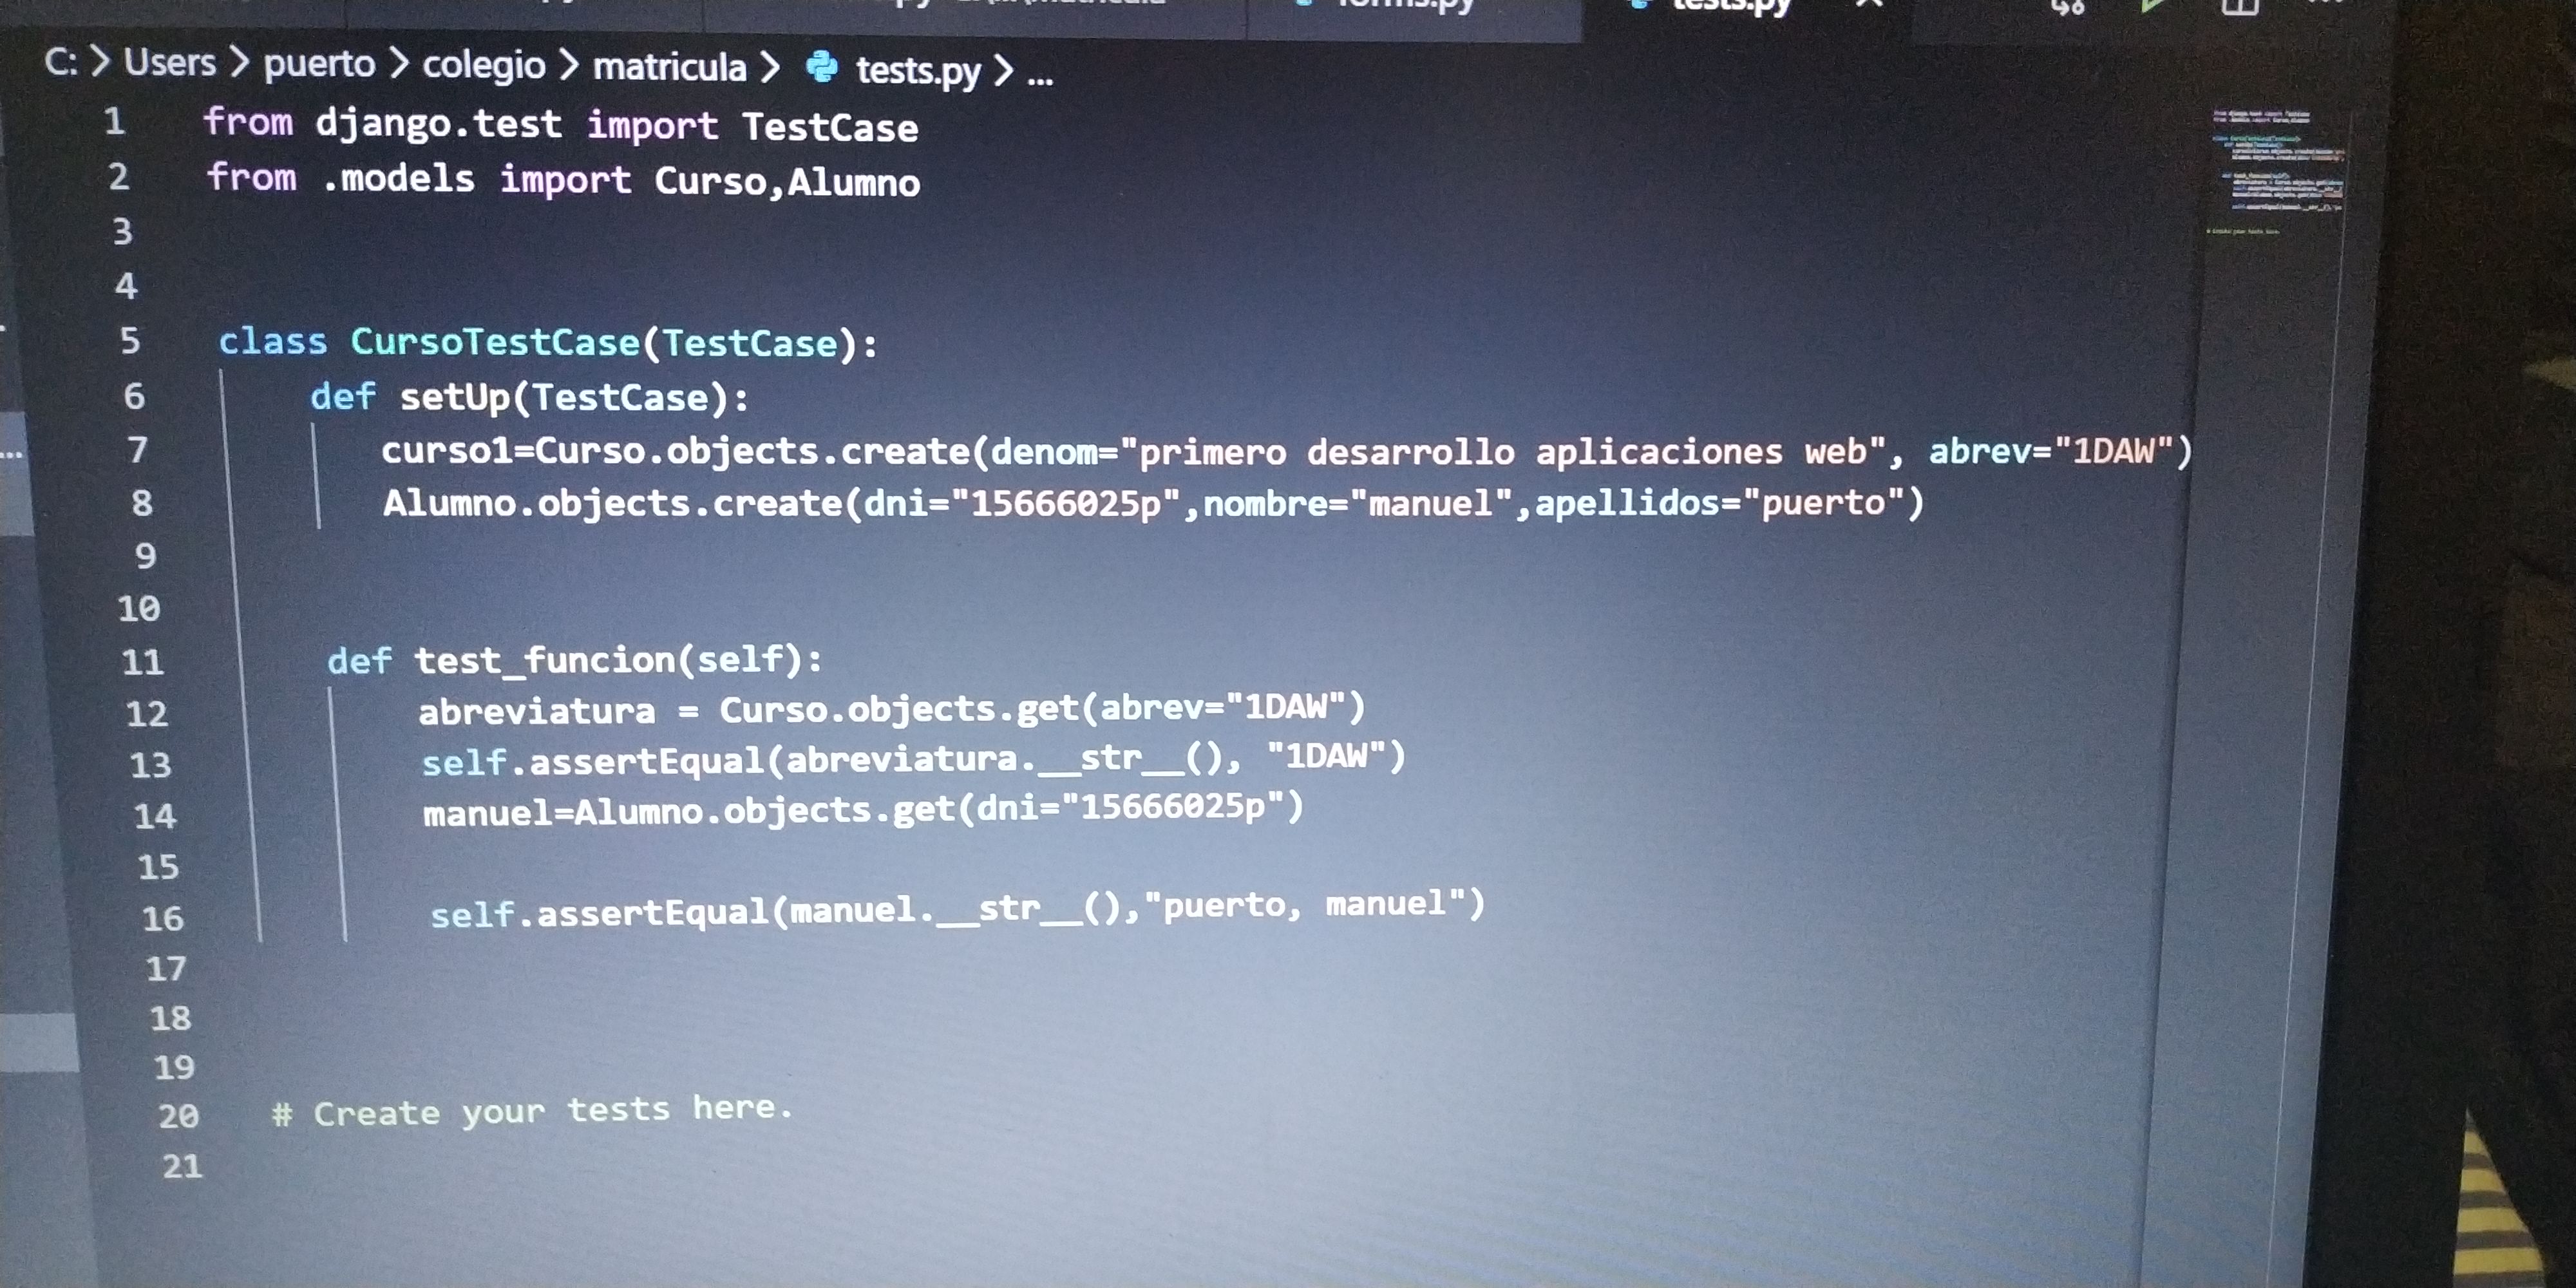 tests.py
C: > Users > puerto > colegio > matricula > tests.py > ...
1 from django.test import TestCase
2 from .models import Curso,Alumno
3
4
5 class CursoTestCase(TestCase):
6 def setUp(TestCase):
7 curso1=Curso.objects.create(denom="primero desarrollo aplicaciones web", abrev="1DAW")
8 Alumno.objects.create(dni="15666025p",nombre="manuel",apellidos="puerto")
9
10
11 def test_funcion(self):
12 abreviatura = Curso.objects.get(abrev="1DAW")
13 self.assertEqual(abreviatura.__str__(), "1DAW")
14 manuel=Alumno.objects.get(dni="15666025p")
15
16 self.assertEqual(manuel.__str__(),"puerto, manuel")
17
18
19
20 # Create your tests here.
21